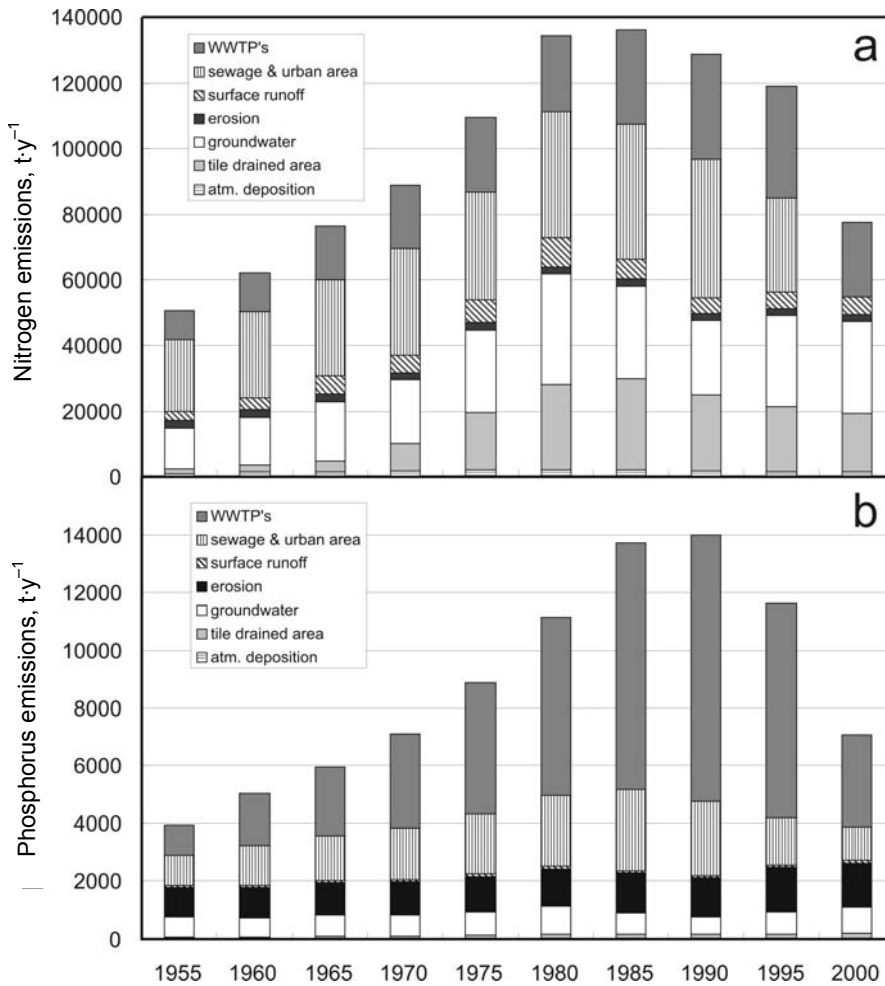 140000
120000
100000
80000
60000
40000
20000
0
Nitrogen emissions, t·y⁻¹
a
WWTP's
sewage & urban area
surface runoff
erosion
groundwater
tile drained area
atm. deposition
14000
12000
10000
8000
6000
4000
2000
0
Phosphorus emissions, t·y⁻¹
b
WWTP's
sewage & urban area
surface runoff
erosion
groundwater
tile drained area
atm. deposition
1955 1960 1965 1970 1975 1980 1985 1990 1995 2000